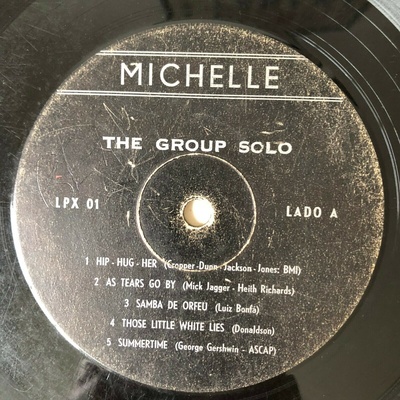 MICHELLE
THE GROUP SOLO
LPX 01
LADO A
1 HIP - HUG - HER (Cropper-Dunn-Jackson-Jones: BMI)
2 AS TEARS GO BY (Mick Jagger - Heith Richards)
3 SAMBA DE ORFEU (Luiz Bonfa)
4 THOSE LITTLE WHITE LIES (Donaldson)
5 SUMMERTIME (George Gershwin - ASCAP)